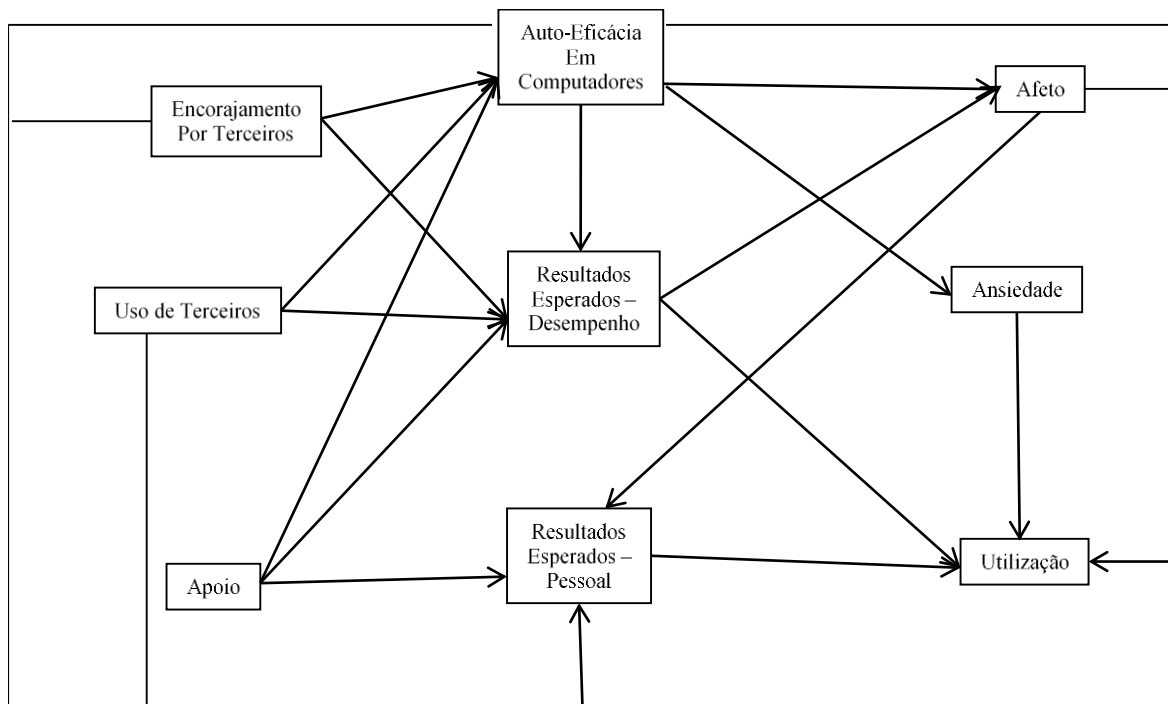 Auto-Eficácia
Em
Computadores
Afeto
Encorajamento
Por Terceiros
Resultados
Esperados –
Desempenho
Ansiedade
Uso de Terceiros
Resultados
Esperados –
Pessoal
Utilização
Apoio